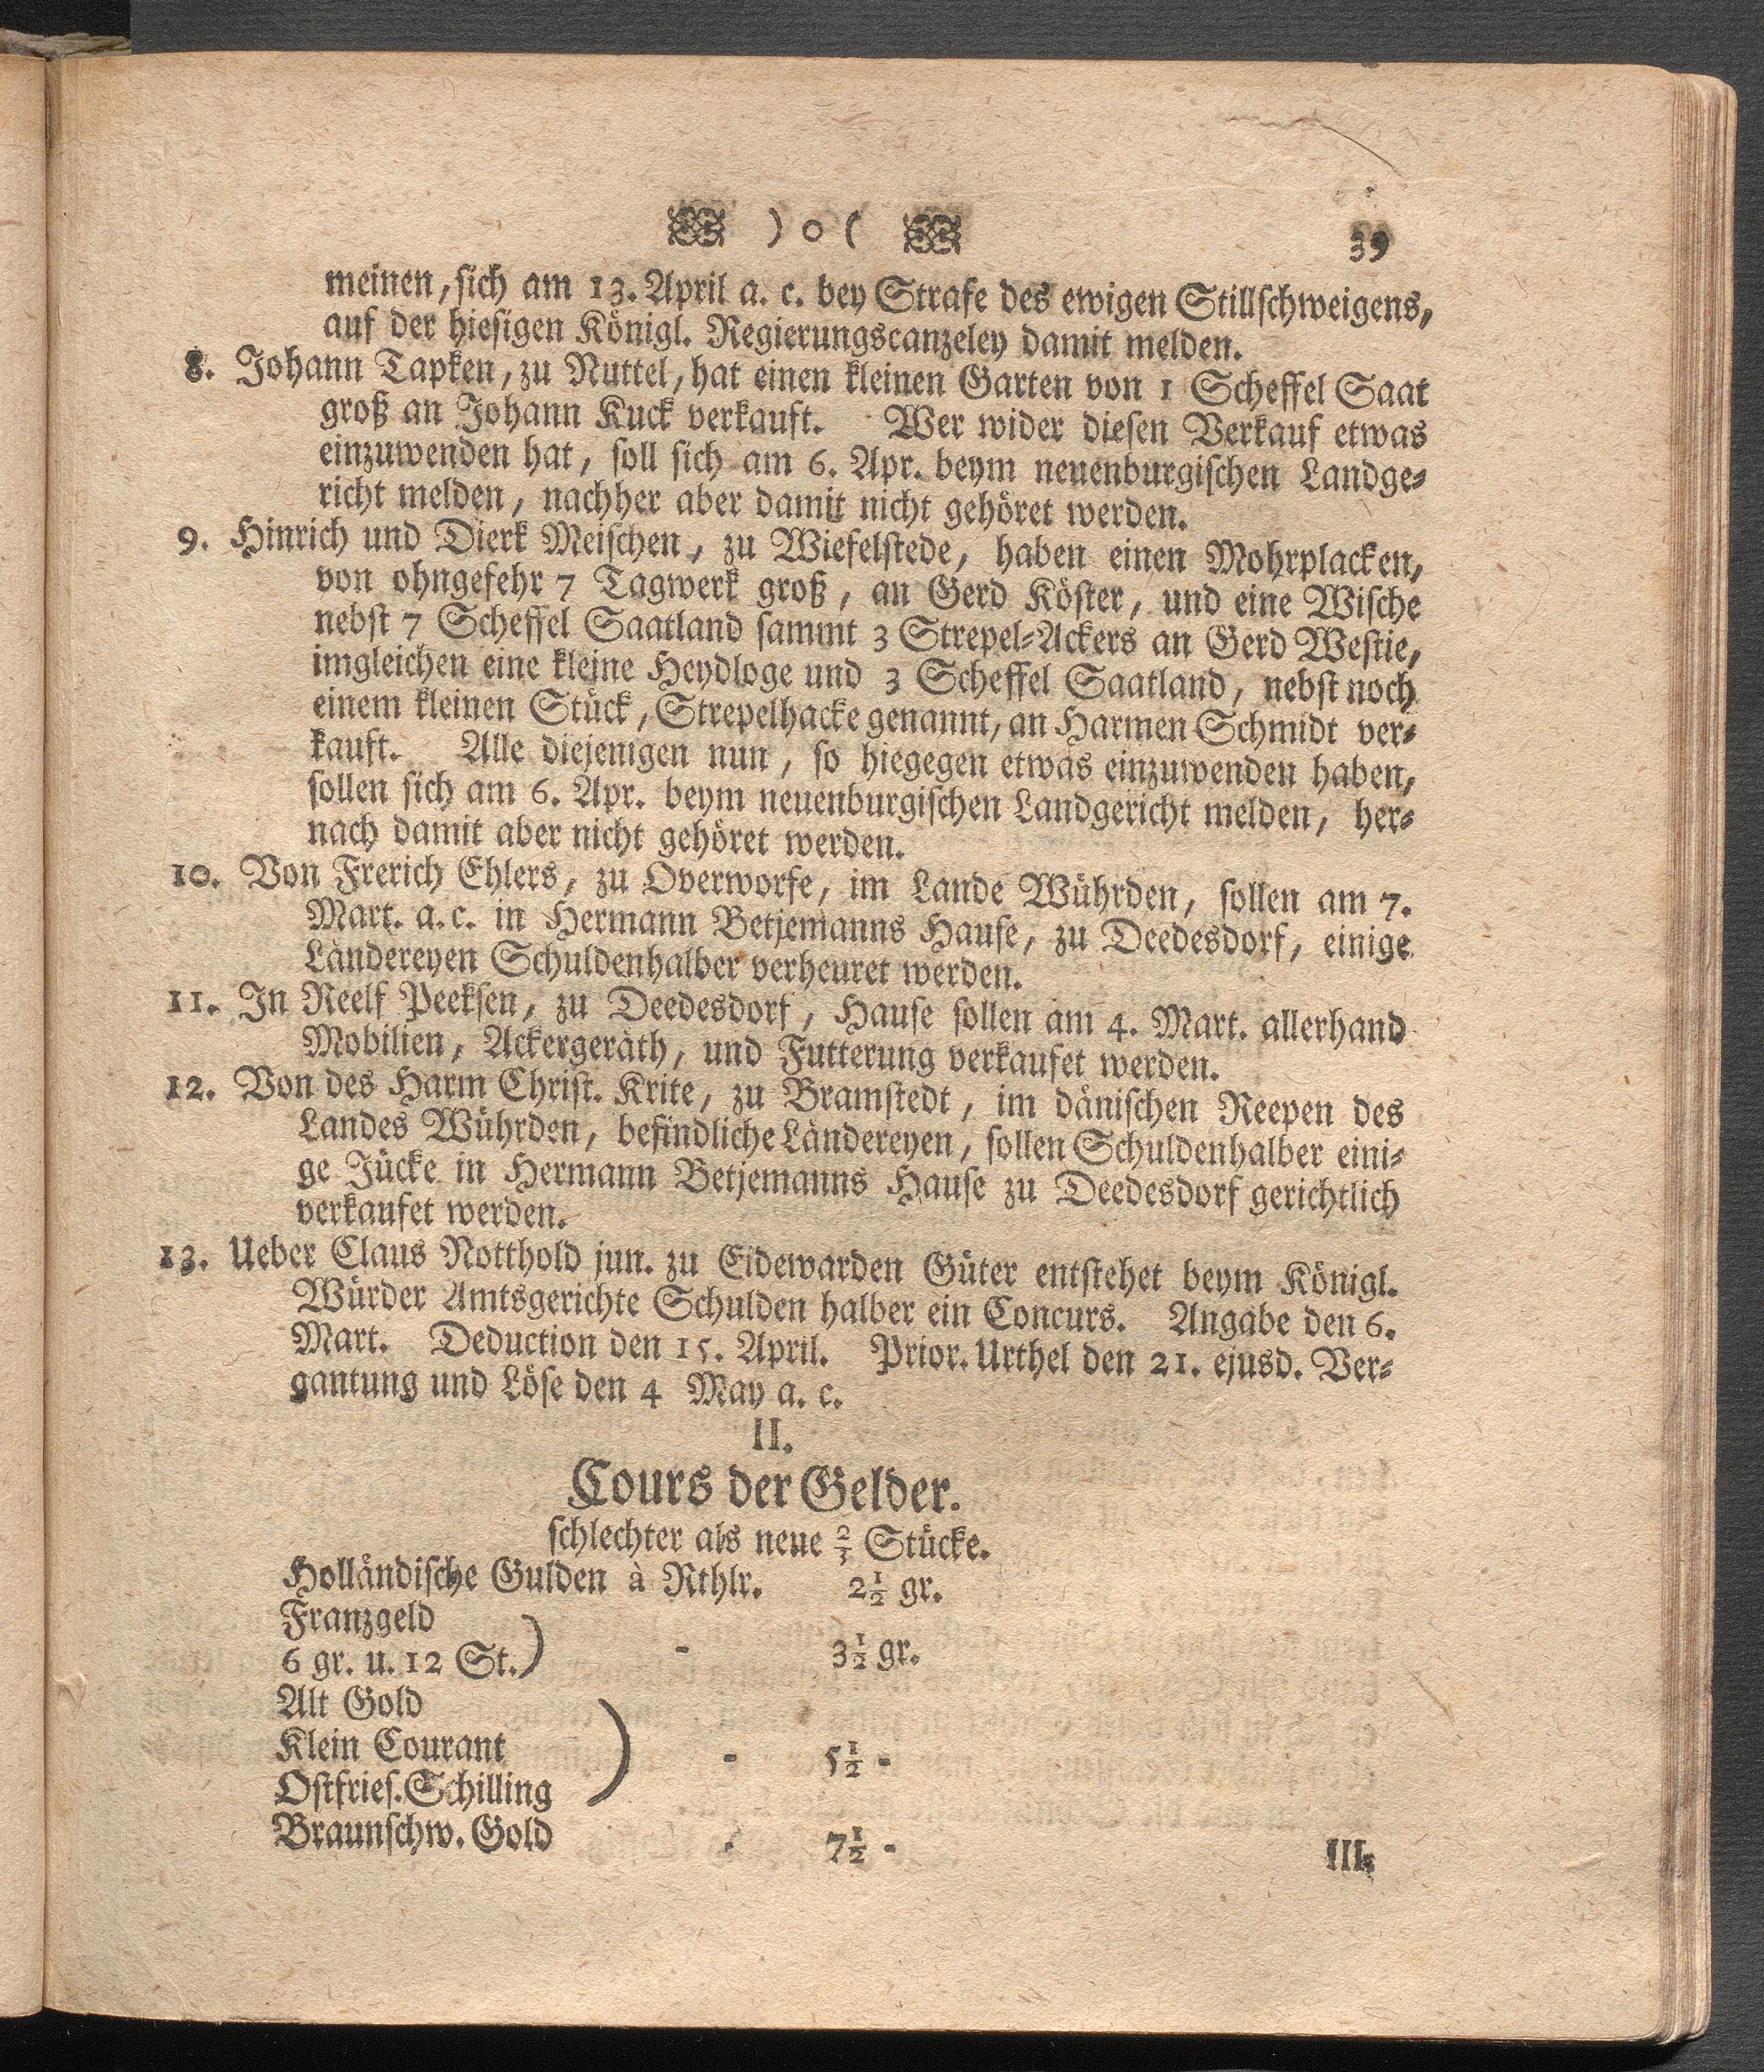 ) o (
39
meinen, sich am 13. April a. c. bey Strafe des ewigen Stillschweigens,
auf der hiesigen Königl. Regierungscanzeley damit melden.
8. Johann Tapken, zu Nuttel, hat einen kleinen Garten von 1 Scheffel Saat
groß an Johann Kuck verkauft. Wer wider diesen Verkauf etwas
einzuwenden hat, soll sich am 6. Apr. beym neuenburgischen Landge-
richt melden, nachher aber damit nicht gehöret werden.
9. Hinrich und Dierk Meischen, zu Wiefelstede, haben einen Mohrplacken,
von ohngefehr 7 Tagwerk groß, an Gerd Köster, und eine Wische
nebst 7 Scheffel Saatland sammt 3 Strepel-Ackers an Gerd Westie,
imgleichen eine kleine Heydloge und 3 Scheffel Saatland, nebst noch
einem kleinen Stück, Strepelhacke genannt, an Harmen Schmidt ver-
kauft. Alle diejenigen nun, so hiegegen etwas einzuwenden haben,
sollen sich am 6. Apr. beym neuenburgischen Landgericht melden, her-
nach damit aber nicht gehöret werden.
10. Von Frerich Ehlers, zu Overworfe, im Lande Wührden, sollen am 7.
Mart. a. c. in Hermann Betjemanns Hause, zu Deedesdorf, einige
Ländereyen Schuldenhalber verheuret werden.
11. In Reelf Peeksen, zu Deedesdorf, Hause sollen am 4. Mart. allerhand
Mobilien, Ackergeräth, und Futterung verkaufet werden.
12. Von des Harm Christ. Krite, zu Bramstedt, im dänischen Reepen des
Landes Wührden, befindliche Ländereyen, sollen Schuldenhalber eini-
ge Jücke in Hermann Betjemanns Hause zu Deedesdorf gerichtlich
verkaufet werden.
13. Ueber Claus Notthold jun. zu Eidewarden Güter entstehet beym Königl.
Würder Amtsgerichte Schulden halber ein Concurs. Angabe den 6.
Mart. Deduction den 15. April. Prior. Urthel den 21. ejusd. Ver-
gantung und Löse den 4 May a. c.
II.
Cours der Gelder.
schlechter als neue 2/3 Stücke.
Holländische Gulden à Rthlr. 2 1/2 gr.
Franzgeld
6 gr. u. 12 St.) - 3 1/2 gr.
Alt Gold
Klein Courant ) - 5 1/2 -
Ostfries. Schilling
Braunschw. Gold - 7 1/2 -
III.